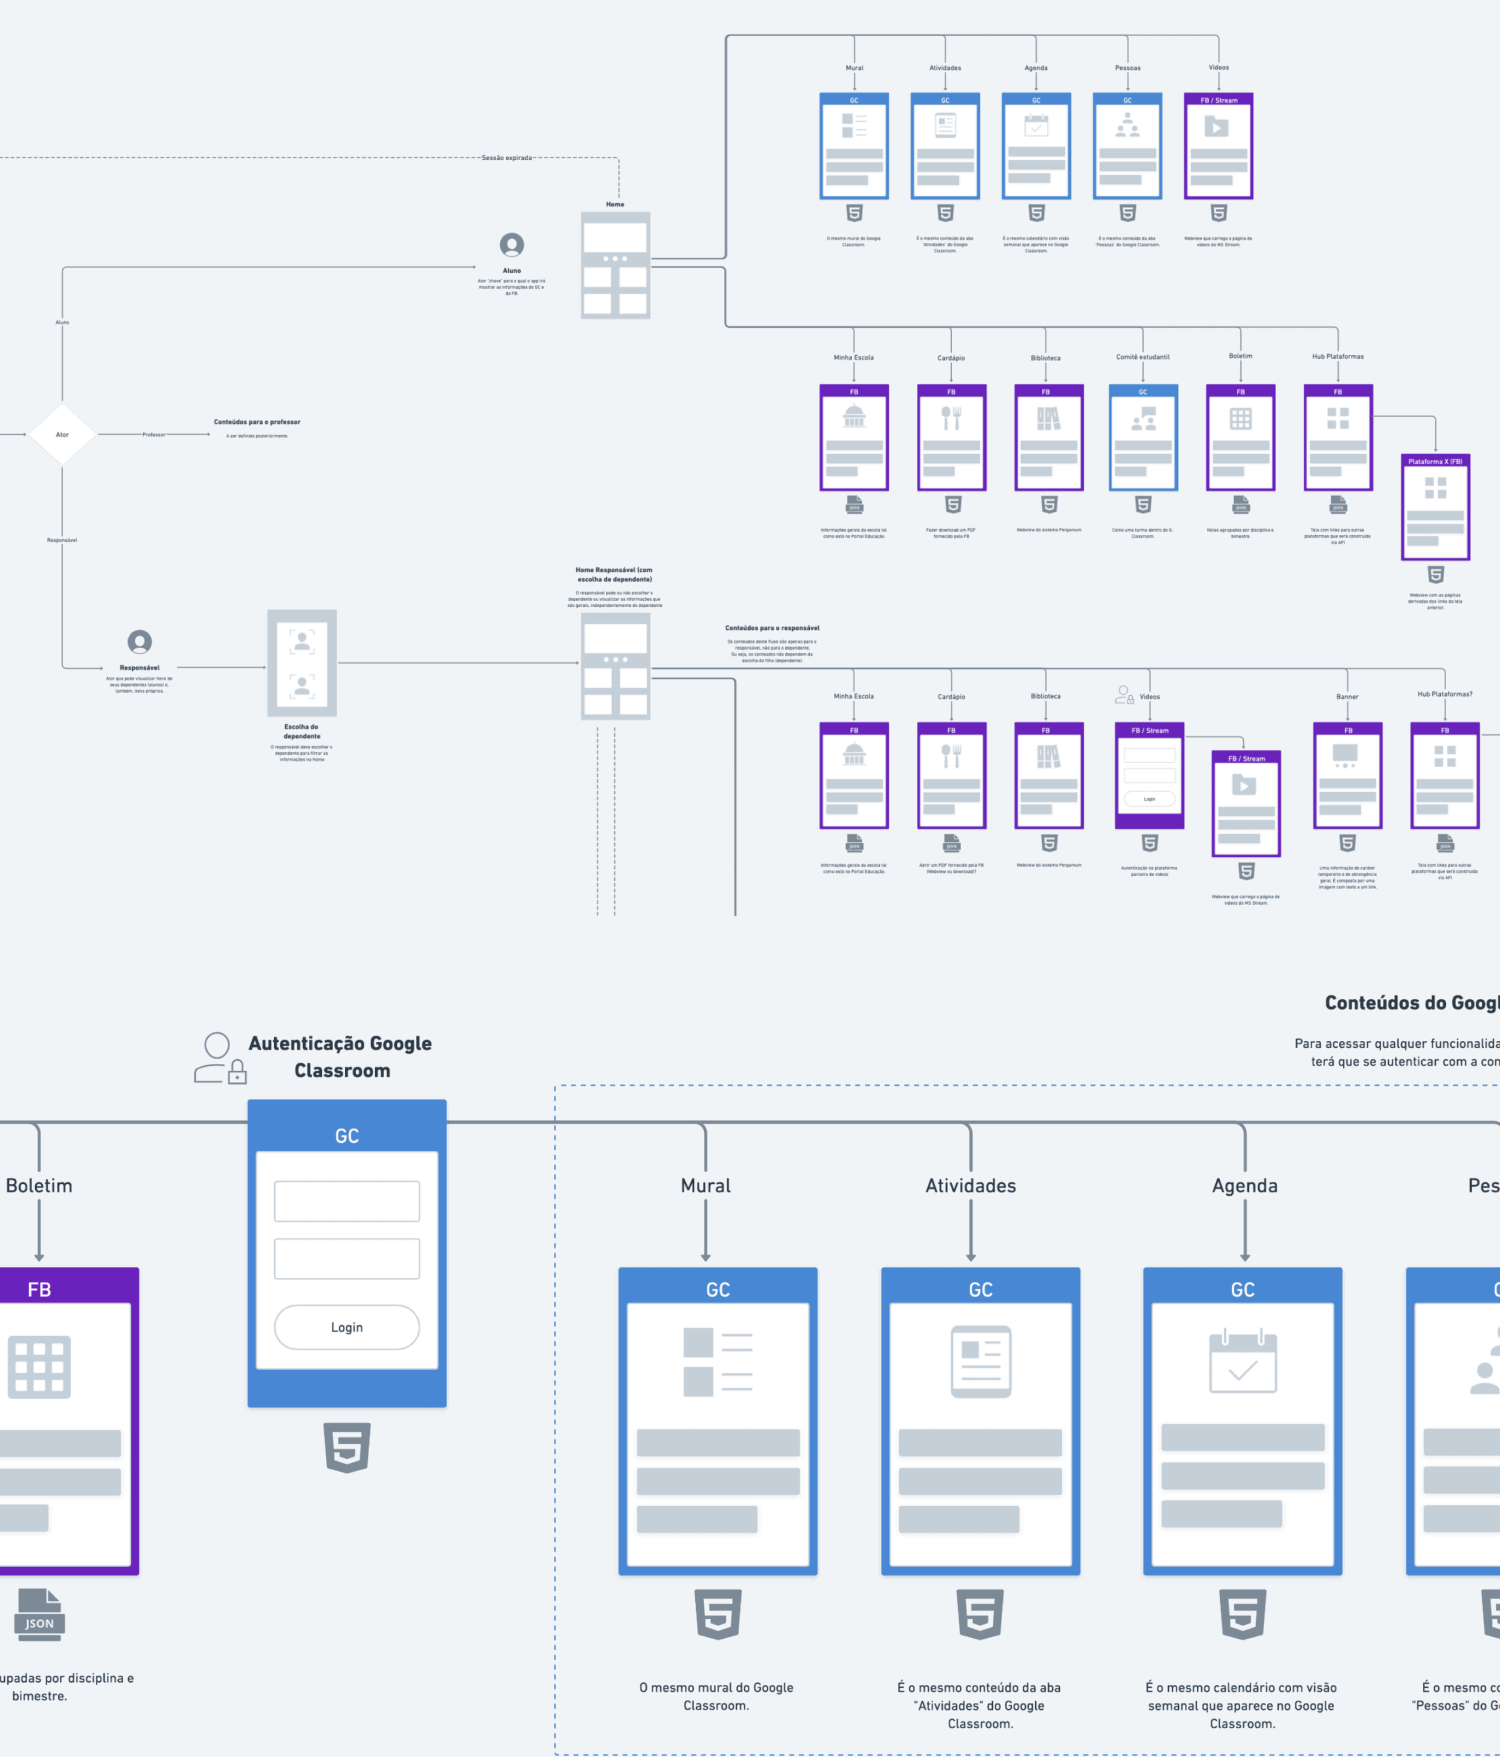 Mural
Atividades
Agenda
Pessoas
Vídeos
GC
GC
GC
GC
FB / Stream
O mesmo mural do Google
Classroom.
É o mesmo conteúdo da aba
"Atividades" do Google
Classroom.
É o mesmo calendário com visão
semanal que aparece no Google
Classroom.
É o mesmo conteúdo da aba
"Pessoas" do Google Classroom.
Webview que carrega a página de
vídeos do MS Stream.
Sessão expirada
Home
Aluno
Ator "chave" para o qual o app irá
mostrar as informações do GC e
da FB.
Aluno
Minha Escola
Cardápio
Biblioteca
Comitê estudantil
Boletim
Hub Plataformas
FB
FB
FB
GC
FB
FB
JSON
JSON
JSON
Informações gerais da escola tal
como está no Portal Educação.
Fazer download um PDF
fornecido pela FB
Webview do sistema Pergamum
Como uma turma dentro do G.
Classroom.
Notas agrupadas por disciplina e
bimestre.
Tela com links para outras
plataformas que será construída
via API
Plataforma X (FB)
Webview com as páginas
derivadas dos links da tela
anterior.
Ator
Professor
Conteúdos para o professor
A ser definido posteriormente.
Responsável
Responsável
Ator que pode visualizar itens de
seus dependentes (alunos) e,
também, itens próprios.
Escolha do
dependente
O responsável deve escolher o
dependente para filtrar as
informações na Home
Home Responsável (com
escolha do dependente)
O responsável pode ou não escolher o
dependente ou visualizar as informações que
são gerais, independentemente do dependente
Conteúdos para o responsável
Os conteúdos deste fluxo são apenas para o
responsável, não para o dependente.
Ou seja, os conteúdos não dependem da
escolha do filho (dependente).
Minha Escola
Cardápio
Biblioteca
Vídeos
Banner
Hub Plataformas?
FB
FB
FB
FB / Stream
Login
FB / Stream
FB
FB
JSON
JSON
JSON
Informações gerais da escola tal
como está no Portal Educação.
Abrir um PDF fornecido pela FB
(Webview ou download)?
Webview do sistema Pergamum
Autenticação na plataforma
parceira de vídeos
Webview que carrega a página de
vídeos do MS Stream.
Uma informação de caráter
temporário e de abrangência
geral. É composto por uma
imagem com texto e um link.
Tela com links para outras
plataformas que será construída
via API
Conteúdos do Googl
Para acessar qualquer funcionalida
terá que se autenticar com a con
Autenticação Google
Classroom
GC
Login
Boletim
FB
JSON
upadas por disciplina e
bimestre.
Mural
Atividades
Agenda
Pes
GC
GC
GC
O mesmo mural do Google
Classroom.
É o mesmo conteúdo da aba
"Atividades" do Google
Classroom.
É o mesmo calendário com visão
semanal que aparece no Google
Classroom.
É o mesmo co
"Pessoas" do G